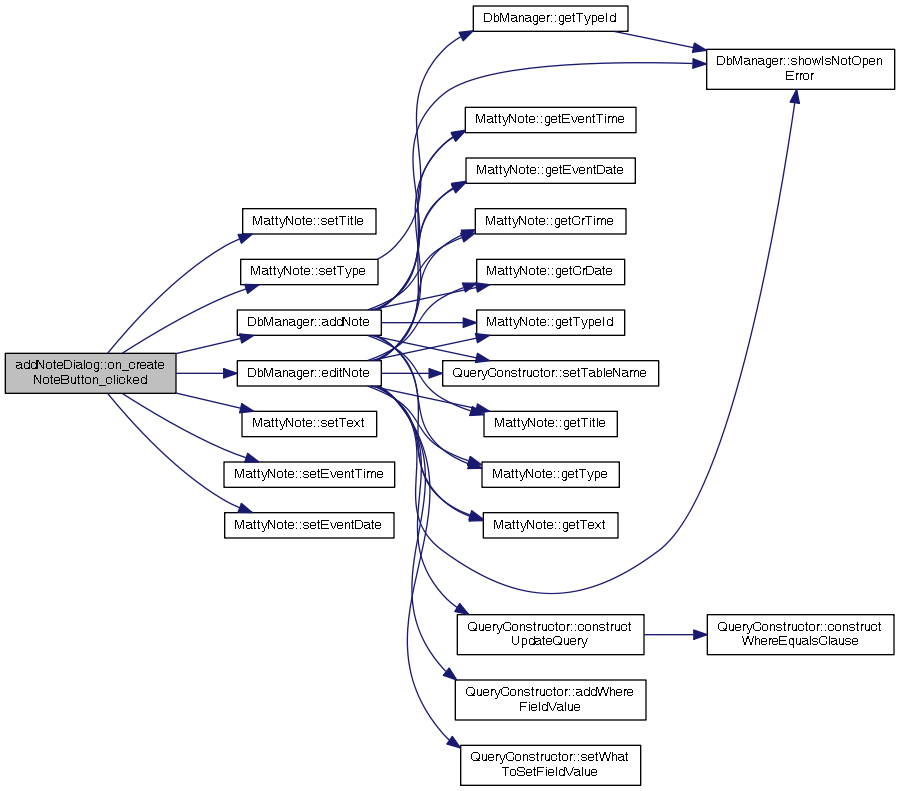 DbManager::getTypeId
DbManager::showIsNotOpen
Error
MattyNote::getEventTime
MattyNote::getEventDate
MattyNote::setTitle
MattyNote::getCrTime
MattyNote::setType
MattyNote::getCrDate
DbManager::addNote
MattyNote::getTypeId
addNoteDialog::on_create
NoteButton_clicked
DbManager::editNote
QueryConstructor::setTableName
MattyNote::setText
MattyNote::getTitle
MattyNote::setEventTime
MattyNote::getType
MattyNote::setEventDate
MattyNote::getText
QueryConstructor::construct
UpdateQuery
QueryConstructor::construct
WhereEqualsClause
QueryConstructor::addWhere
FieldValue
QueryConstructor::setWhat
ToSetFieldValue